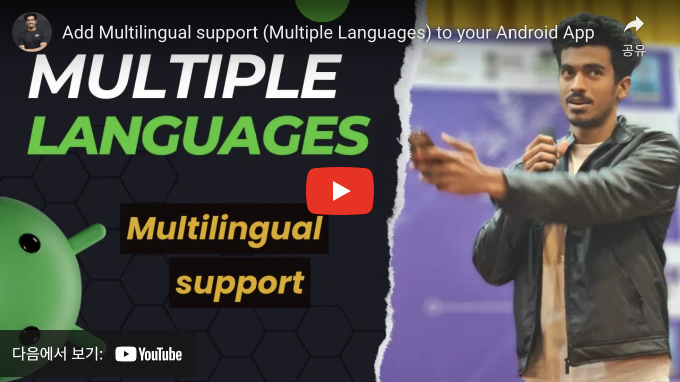 Add Multilingual support (Multiple Languages) to your Android App
공유
MULTIPLE
LANGUAGES
Multilingual
support
다음에서 보기: YouTube